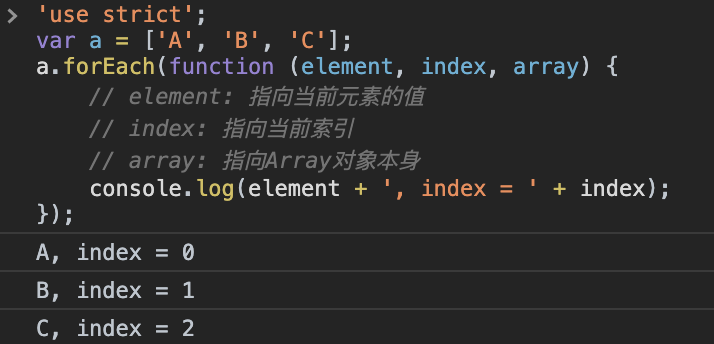 > 'use strict';
var a = ['A', 'B', 'C'];
a.forEach(function (element, index, array) {
    // element: 指向当前元素的值
    // index: 指向当前索引
    // array: 指向Array对象本身
    console.log(element + ', index = ' + index);
});
A, index = 0
B, index = 1
C, index = 2